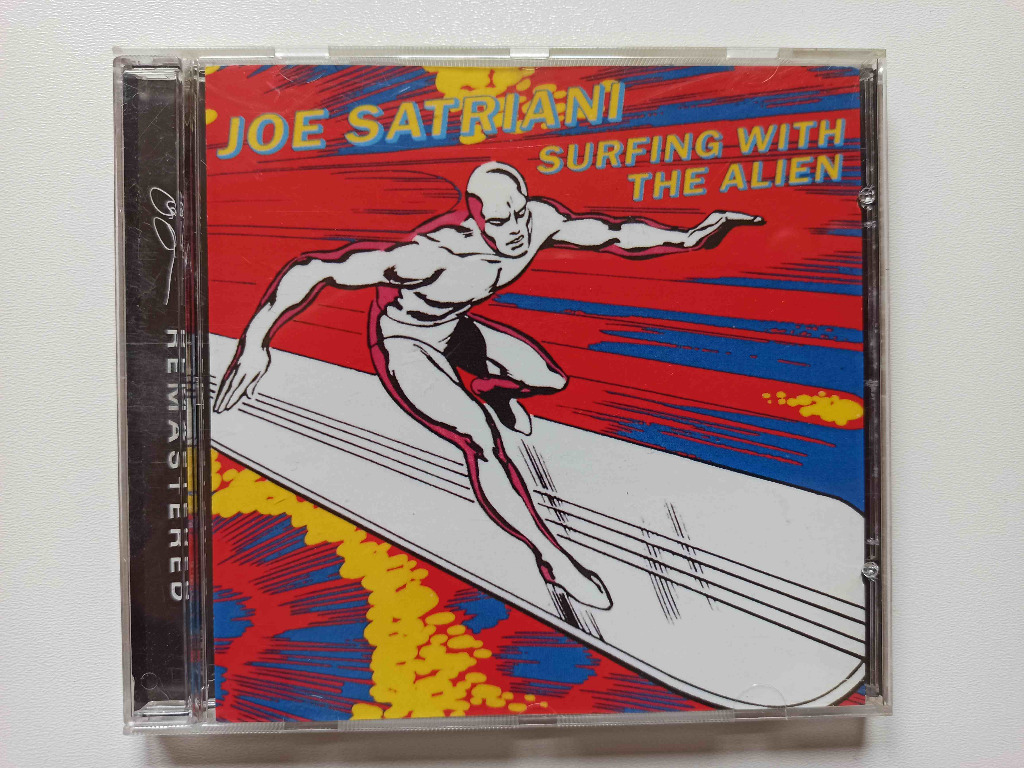 JOE SATRIANI
SURFING WITH
THE ALIEN
REMASTERED